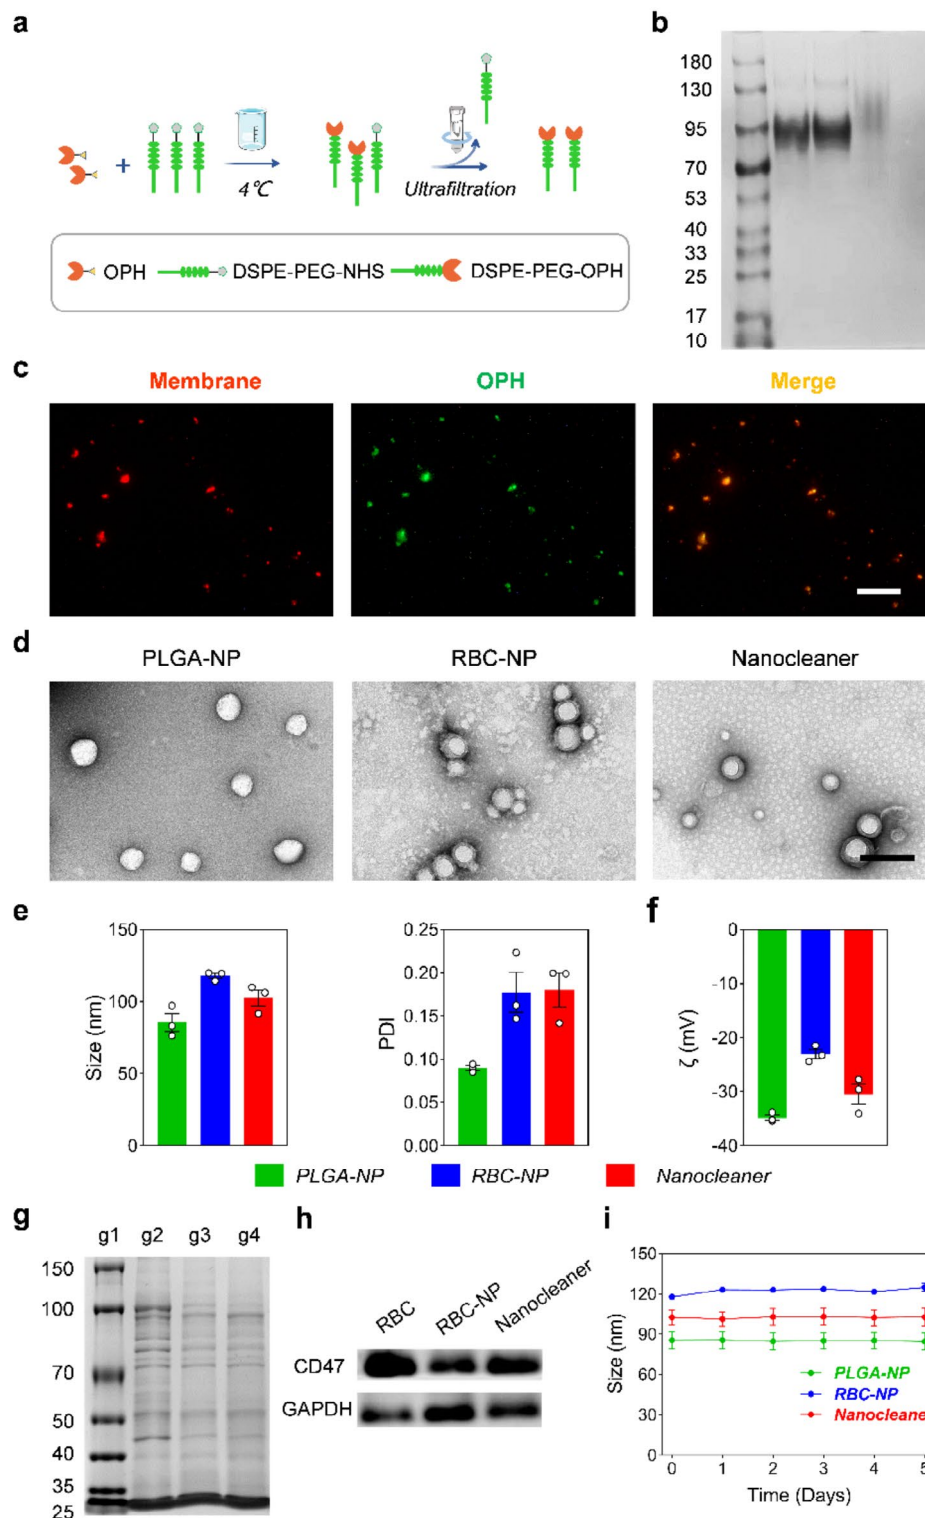 a
4℃
Ultrafiltration
OPH
DSPE-PEG-NHS
DSPE-PEG-OPH
b
180
130
95
70
53
40
33
25
17
10
c
Membrane
OPH
Merge
d
PLGA-NP
RBC-NP
Nanocleaner
e
150
100
50
0
Size (nm)
0.25
0.20
0.15
0.10
0.05
0.00
PDI
f
0
-10
-20
-30
-40
ζ (mV)
PLGA-NP
RBC-NP
Nanocleaner
g
g1 g2 g3 g4
150
100
70
50
40
35
25
h
RBC
RBC-NP
Nanocleaner
CD47
GAPDH
i
150
120
90
60
30
0
Size (nm)
PLGA-NP
RBC-NP
Nanocleane
0 1 2 3 4 5
Time (Days)